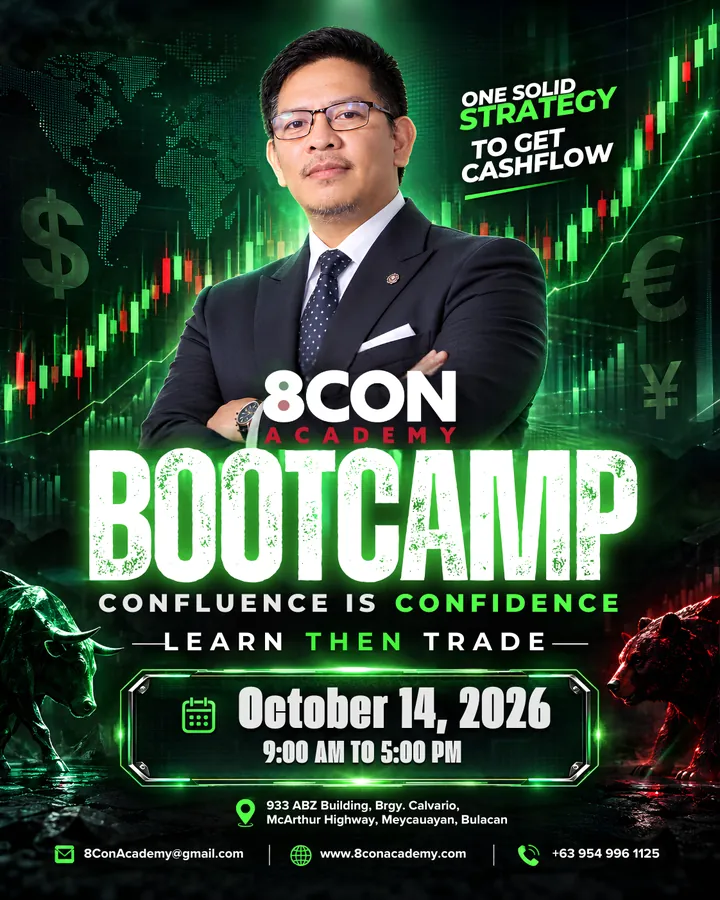 ONE SOLID
STRATEGY
TO GET
CASHFLOW
$
€
¥
8CON
ACADEMY
BOOTCAMP
CONFLUENCE IS CONFIDENCE
LEARN THEN TRADE
October 14, 2026
9:00 AM TO 5:00 PM
933 ABZ Building, Brgy. Calvario,
McArthur Highway, Meycauayan, Bulacan
8ConAcademy@gmail.com
www.8conacademy.com
+63 954 996 1125